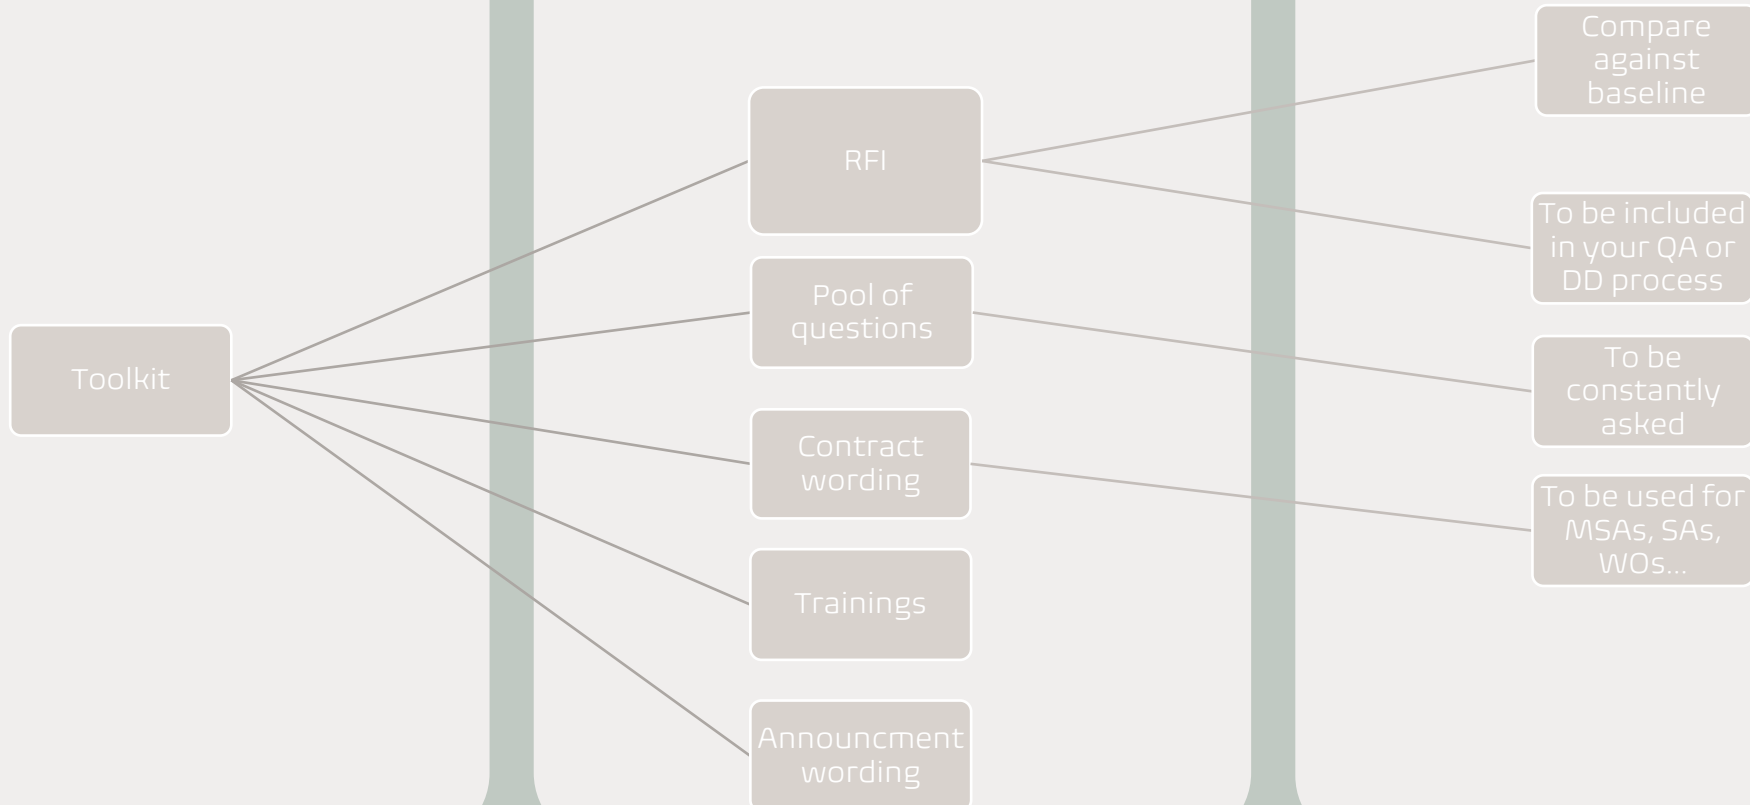 Toolkit
RFI
Pool of
questions
Contract
wording
Trainings
Announcment
wording
Compare
against
baseline
To be included
in your QA or
DD process
To be
constantly
asked
To be used for
MSAs, SAs,
WOs...